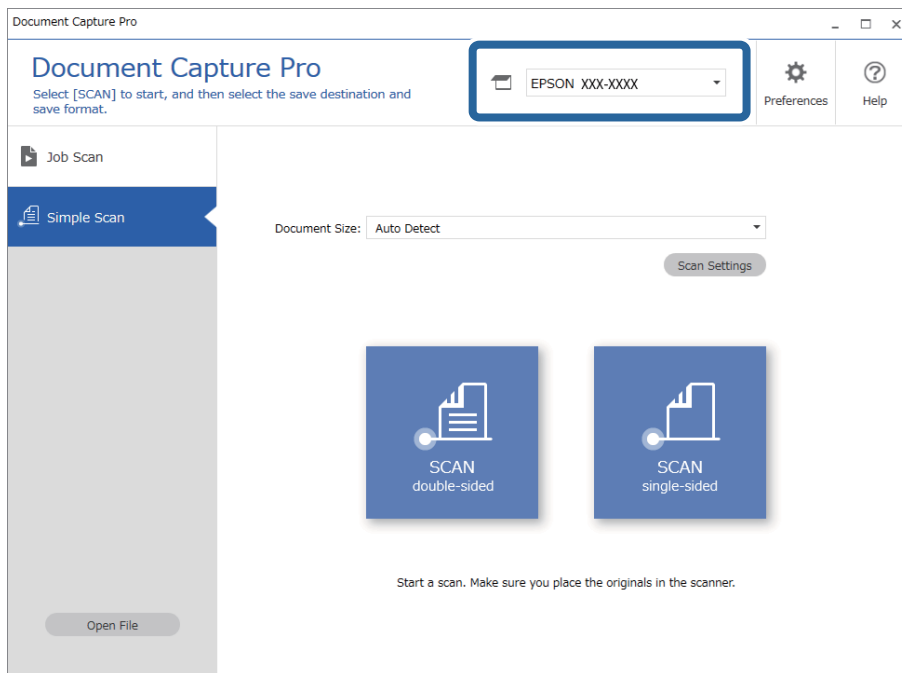 Document Capture Pro
Document Capture Pro
Select [SCAN] to start, and then select the save destination and
save format.
EPSON XXX-XXXX
Preferences
Help
Job Scan
Simple Scan
Document Size:
Auto Detect
Scan Settings
SCAN
double-sided
SCAN
single-sided
Start a scan. Make sure you place the originals in the scanner.
Open File